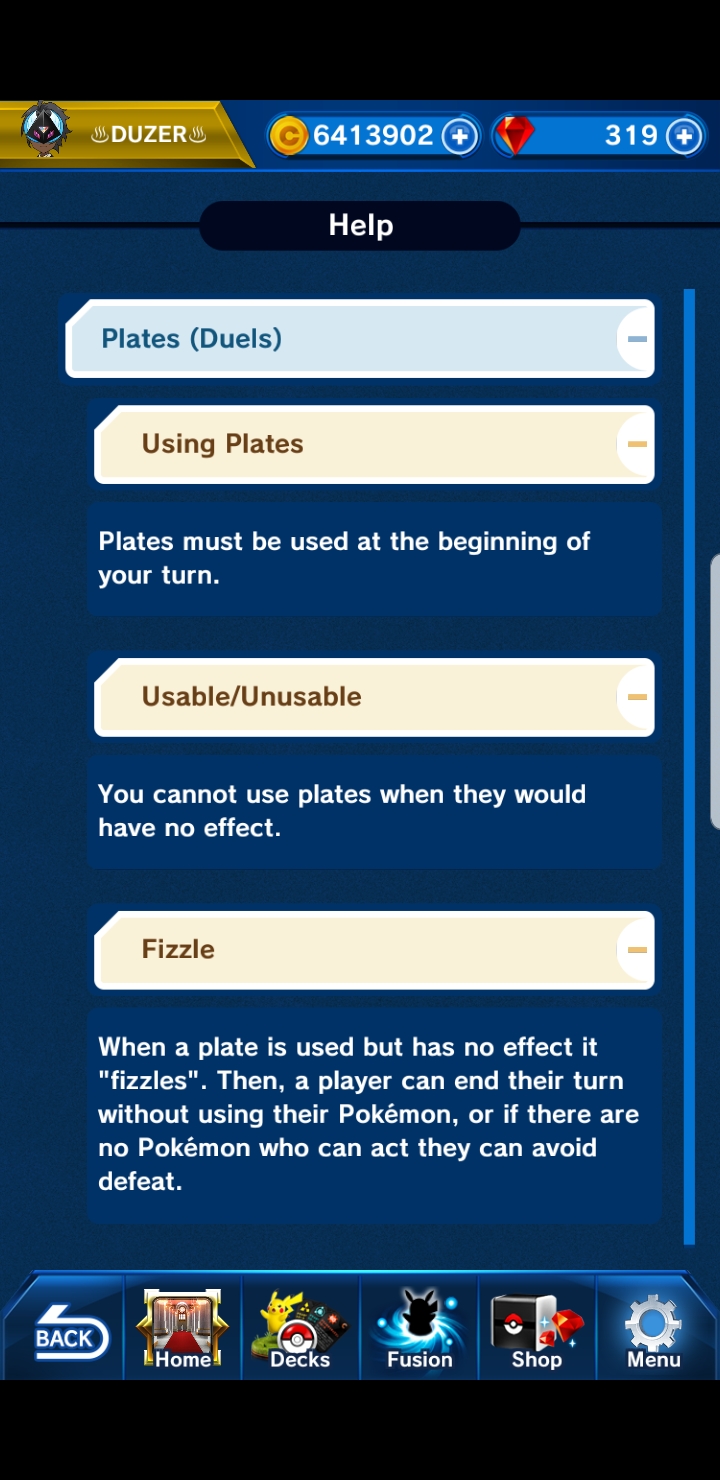 ♨DUZER♨
6413902
319
Help
Plates (Duels)
Using Plates
Plates must be used at the beginning of
your turn.
Usable/Unusable
You cannot use plates when they would
have no effect.
Fizzle
When a plate is used but has no effect it
"fizzles". Then, a player can end their turn
without using their Pokémon, or if there are
no Pokémon who can act they can avoid
defeat.
BACK
Home
Decks
Fusion
Shop
Menu